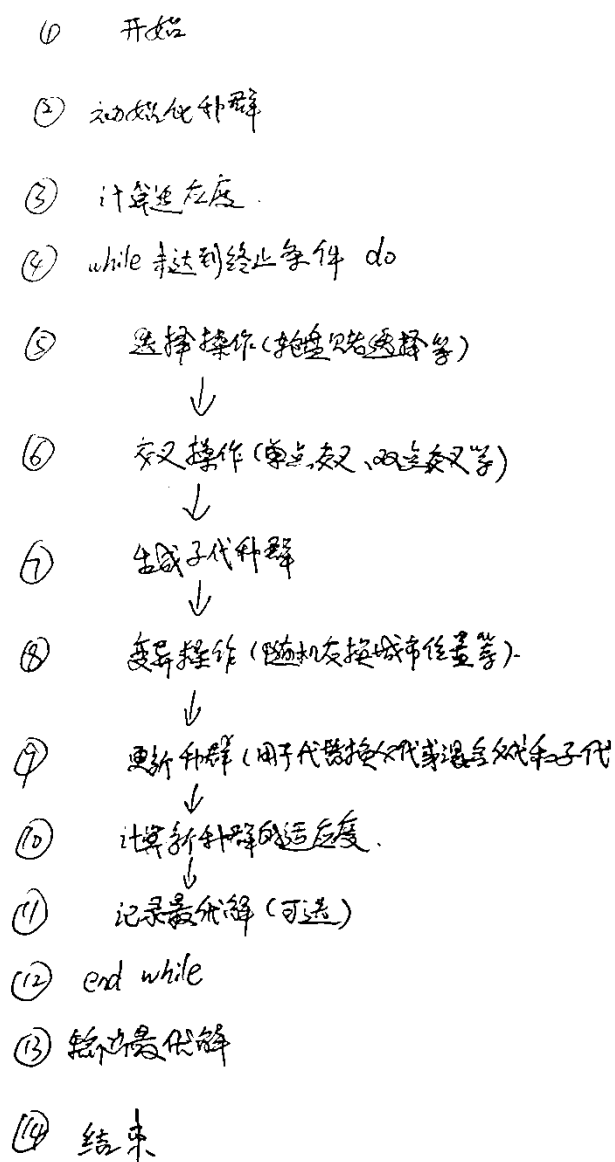 ① 开始
② 初始化种群
③ 计算适应度.
④ while 未达到终止条件 do
⑤ 选择操作(轮盘赌选择等)
↓
⑥ 交叉操作(单点交叉、双点交叉等)
↓
⑦ 生成子代种群
↓
⑧ 变异操作(随机交换城市位置等).
↓
⑨ 更新种群(用子代替换父代或混合父代和子代
↓
⑩ 计算新种群的适应度.
↓
⑪ 记录最优解(可选)
⑫ end while
⑬ 输出最优解
⑭ 结束